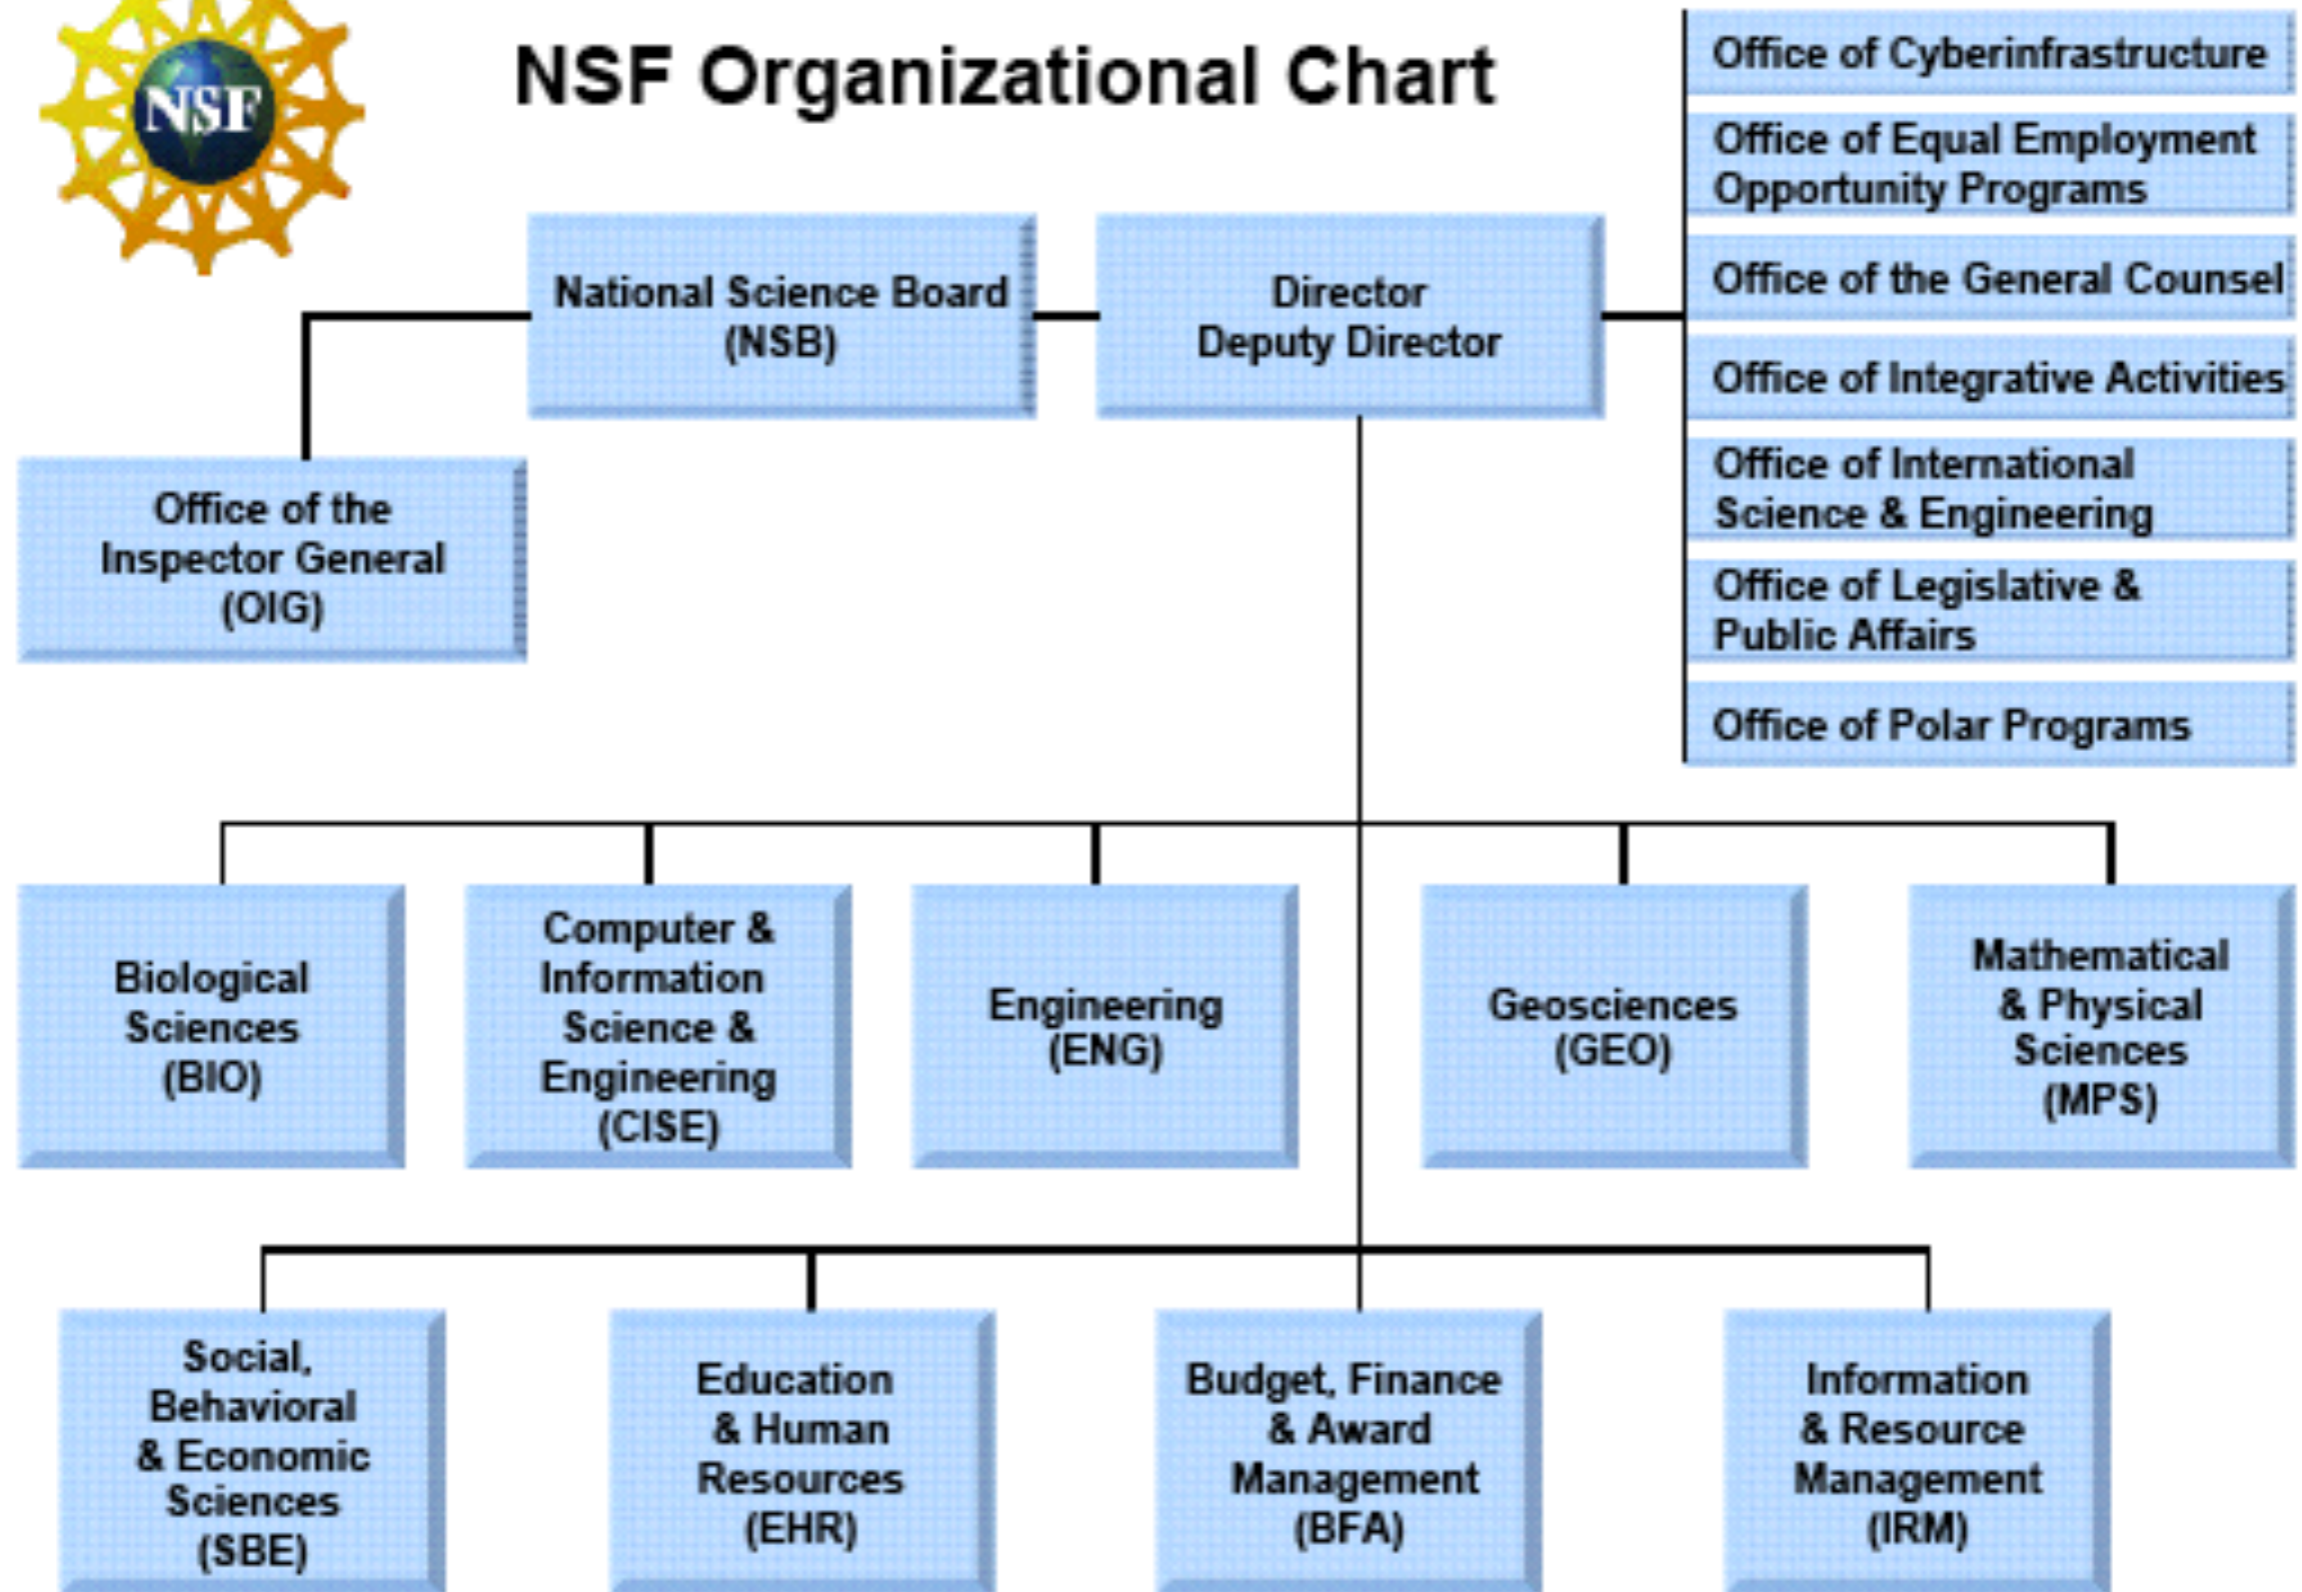 NSF
NSF Organizational Chart
Office of Cyberinfrastructure
Office of Equal Employment
Opportunity Programs
Office of the General Counsel
Office of Integrative Activities
Office of International
Science & Engineering
Office of Legislative &
Public Affairs
Office of Polar Programs
National Science Board
(NSB)
Director
Deputy Director
Office of the
Inspector General
(OIG)
Biological
Sciences
(BIO)
Computer &
Information
Science &
Engineering
(CISE)
Engineering
(ENG)
Geosciences
(GEO)
Mathematical
& Physical
Sciences
(MPS)
Social,
Behavioral
& Economic
Sciences
(SBE)
Education
& Human
Resources
(EHR)
Budget, Finance
& Award
Management
(BFA)
Information
& Resource
Management
(IRM)